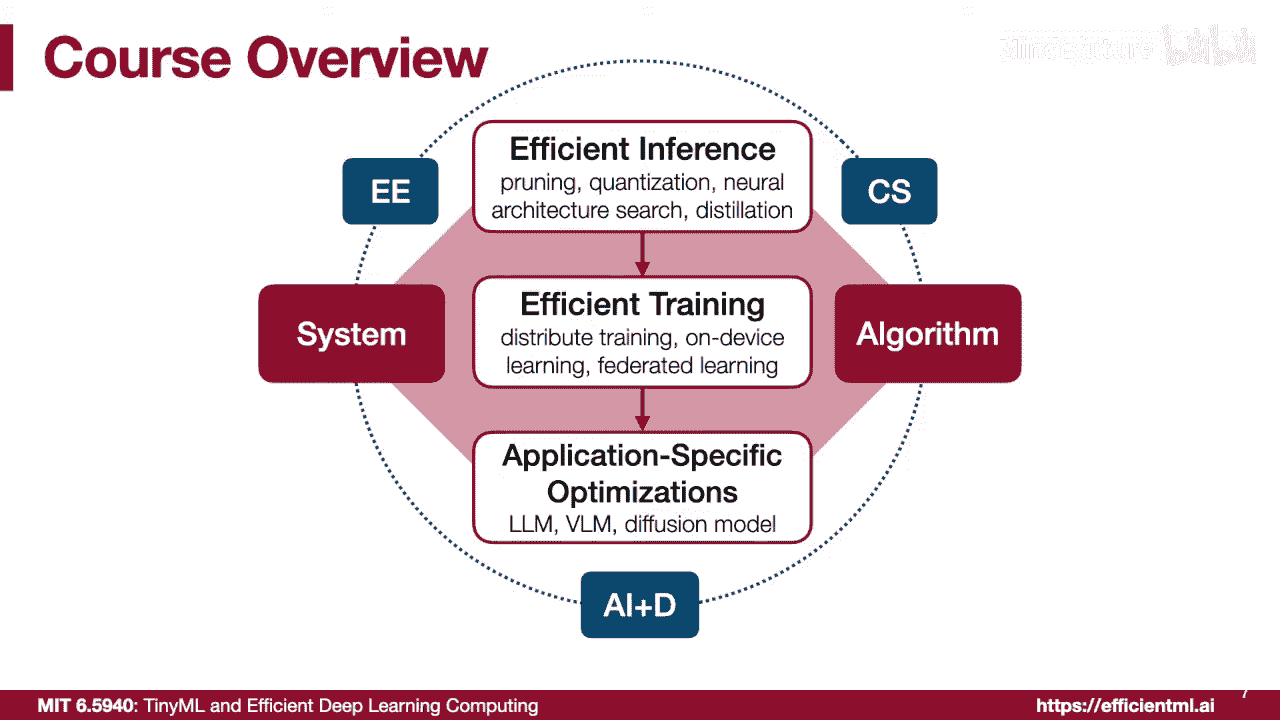 Course Overview
Efficient Inference
pruning, quantization, neural
architecture search, distillation
EE
CS
Efficient Training
distribute training, on-device
learning, federated learning
System
Algorithm
Application-Specific
Optimizations
LLM, VLM, diffusion model
AI+D
MIT 6.5940: TinyML and Efficient Deep Learning Computing
https://efficientml.ai
7